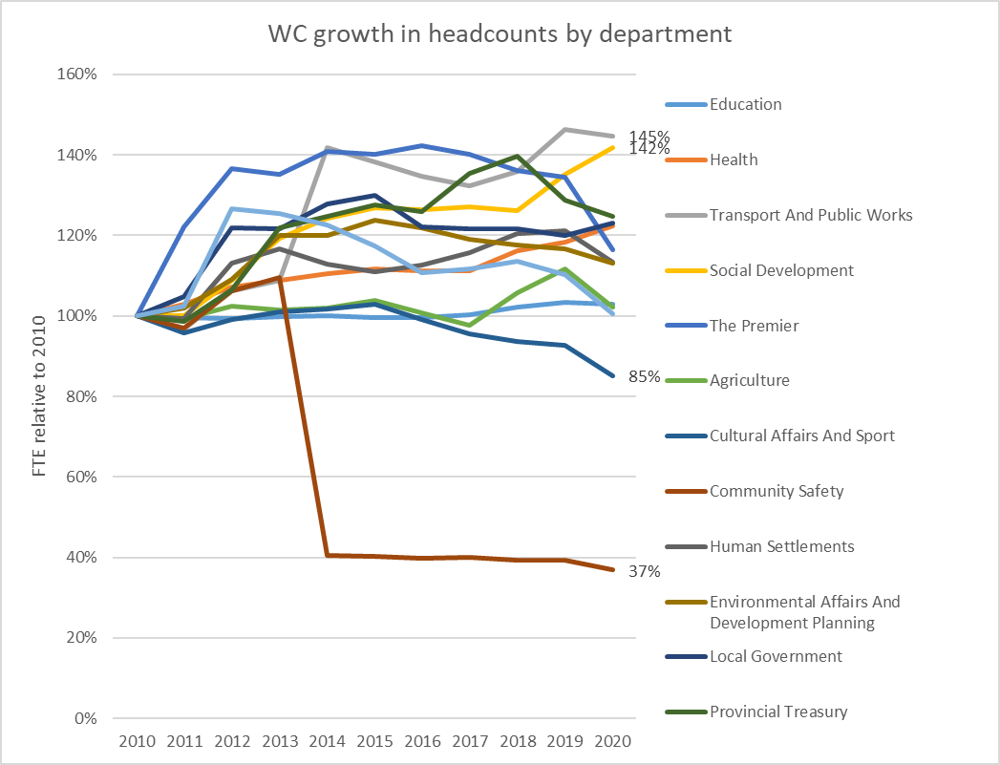 WC growth in headcounts by department
FTE relative to 2010
160%
140%
120%
100%
80%
60%
40%
20%
0%
2010 2011 2012 2013 2014 2015 2016 2017 2018 2019 2020
145%
142%
85%
37%
Education
Health
Transport And Public Works
Social Development
The Premier
Agriculture
Cultural Affairs And Sport
Community Safety
Human Settlements
Environmental Affairs And
Development Planning
Local Government
Provincial Treasury